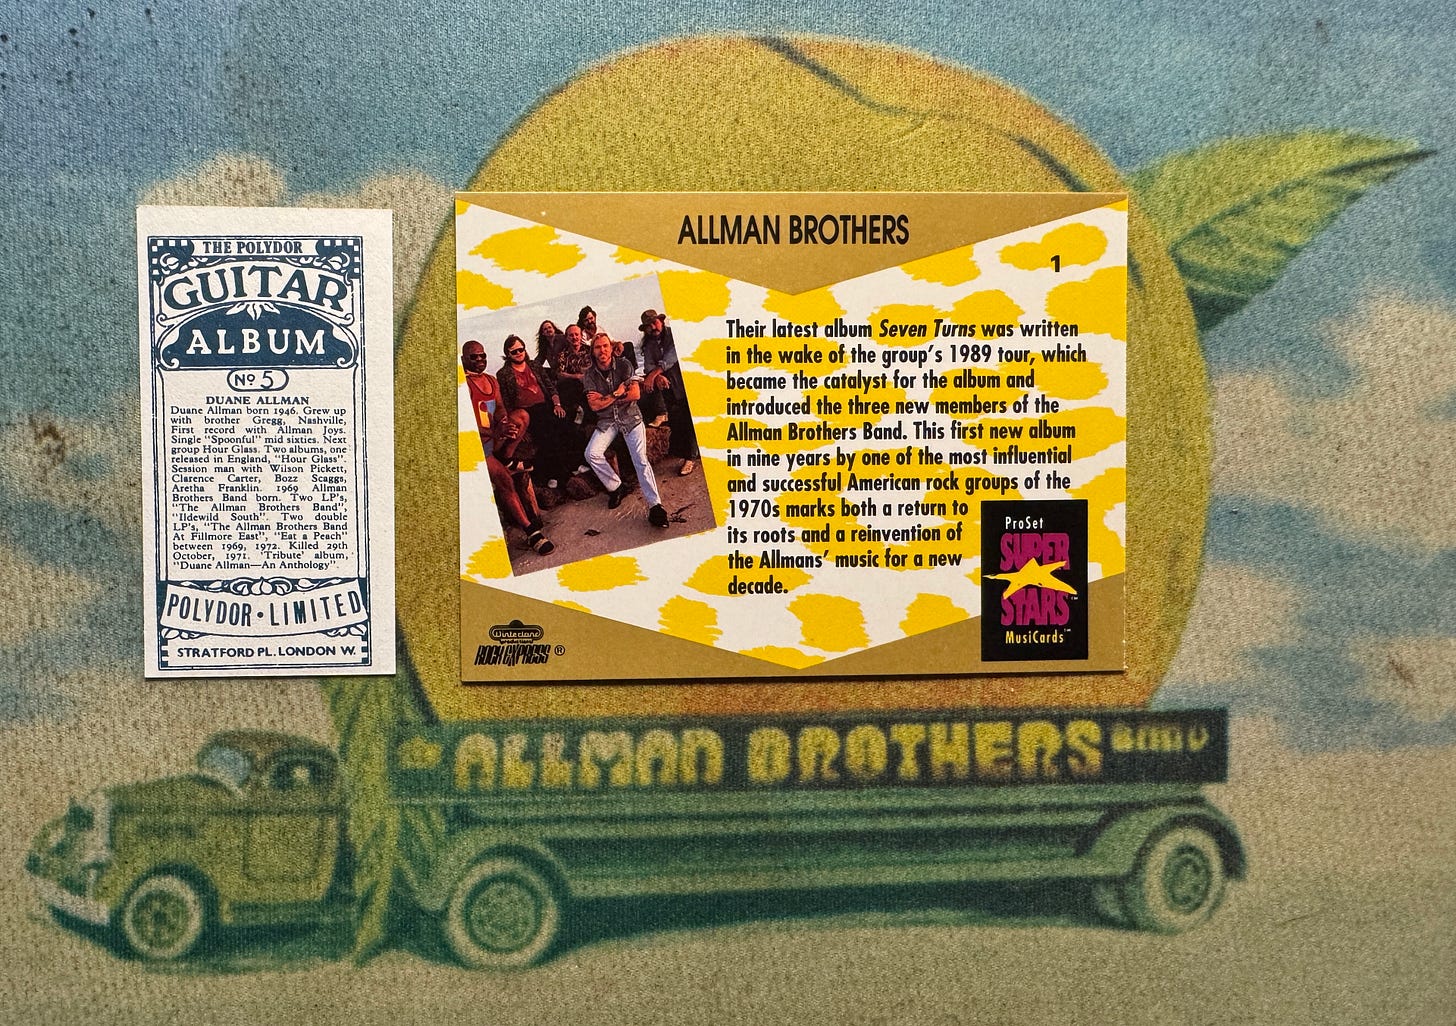 THE POLYDOR
GUITAR
ALBUM
Nº 5
DUANE ALLMAN
Duane Allman born 1946. Grew up
with brother Gregg, Nashville,
First record with Allman Joys.
Single "Spoonful" mid sixties. Next
group Hour Glass. Two albums, one
released in England, "Hour Glass".
Session man with Wilson Pickett,
Clarence Carter, Bozz Scaggs,
Aretha Franklin. 1969 Allman
Brothers Band born. Two LP's,
"The Allman Brothers Band",
"Ildewild South". Two double
LP's, "The Allman Brothers Band
At Fillmore East", "Eat a Peach"
between 1969, 1972. Killed 29th
October, 1971. 'Tribute' album,
"Duane Allman—An Anthology".
POLYDOR · LIMITED
STRATFORD PL. LONDON W.
ALLMAN BROTHERS
1
Their latest album Seven Turns was written
in the wake of the group's 1989 tour, which
became the catalyst for the album and
introduced the three new members of the
Allman Brothers Band. This first new album
in nine years by one of the most influential
and successful American rock groups of the
1970s marks both a return to
its roots and a reinvention of
the Allmans' music for a new
decade.
ProSet
SUPER
STARS™
MusiCards™
Winterland
productions
ROCK EXPRESS ®
ALLMAN BROTHERS BAND